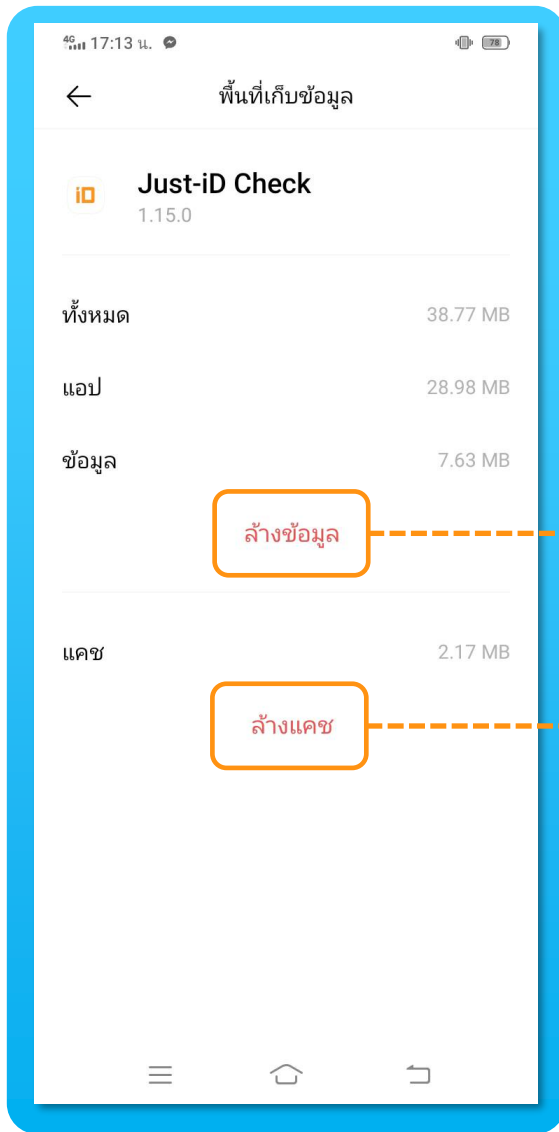 4G 17:13 น. 78
พื้นที่เก็บข้อมูล
iD Just-iD Check
1.15.0
ทั้งหมด 38.77 MB
แอป 28.98 MB
ข้อมูล 7.63 MB
ล้างข้อมูล
แคช 2.17 MB
ล้างแคช